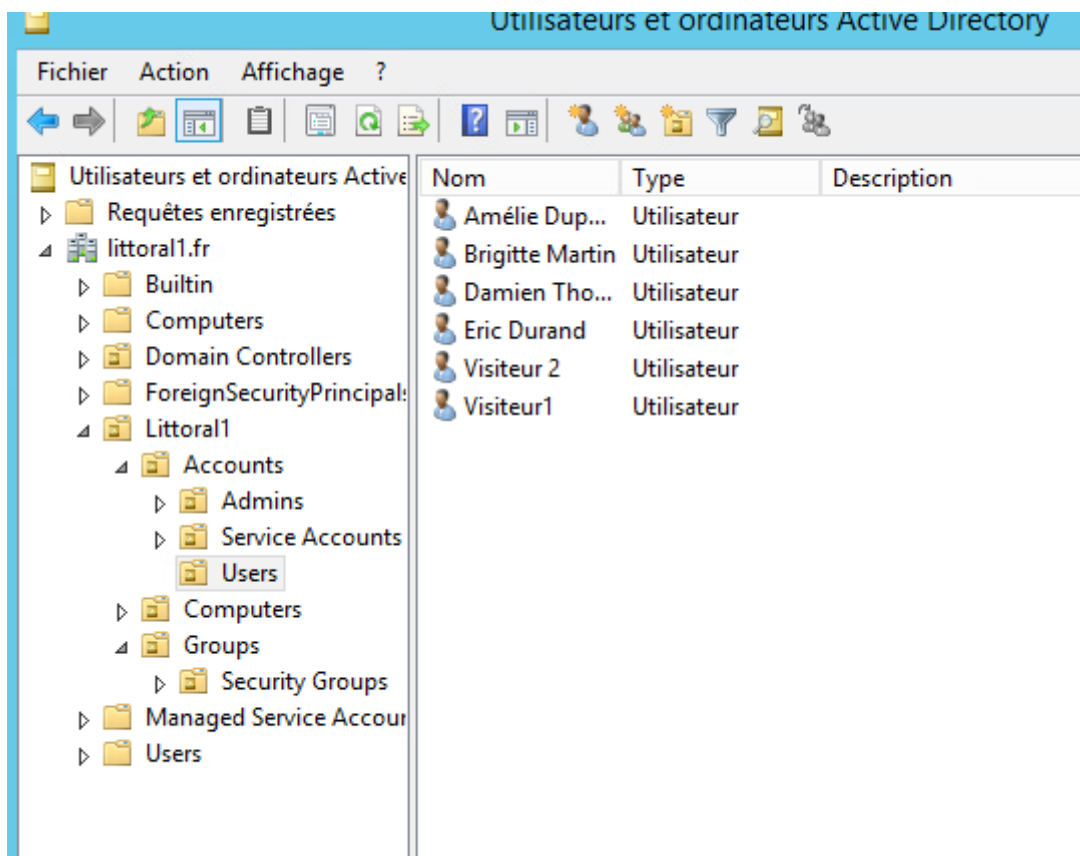 Utilisateurs et ordinateurs Active Directory
Fichier Action Affichage ?
Utilisateurs et ordinateurs Active
Requêtes enregistrées
littoral1.fr
Builtin
Computers
Domain Controllers
ForeignSecurityPrincipals
Littoral1
Accounts
Admins
Service Accounts
Users
Computers
Groups
Security Groups
Managed Service Accour
Users
Nom Type Description
Amélie Dup... Utilisateur
Brigitte Martin Utilisateur
Damien Tho... Utilisateur
Eric Durand Utilisateur
Visiteur 2 Utilisateur
Visiteur1 Utilisateur